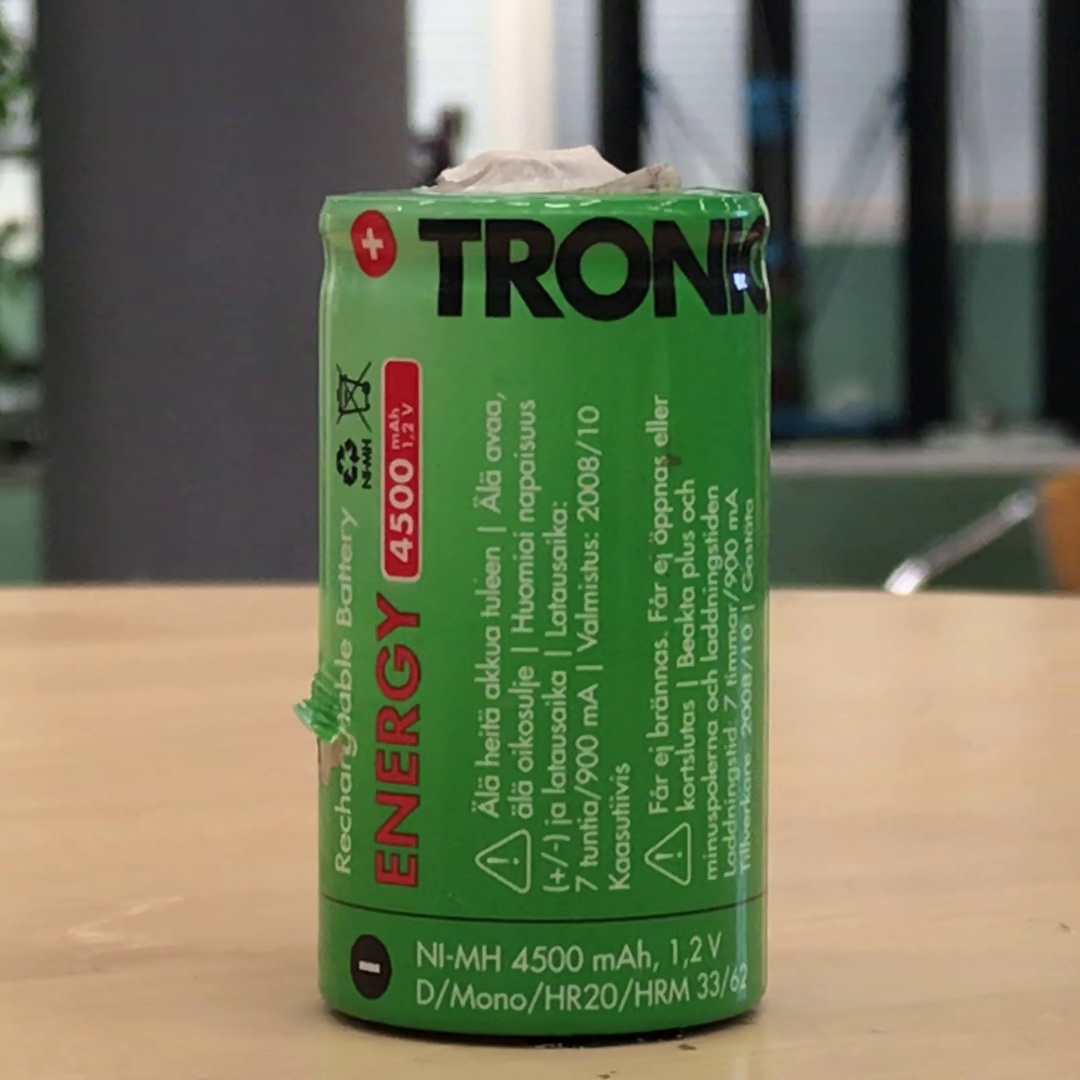 +
TRONIC
NI-MH
Rechargeable Battery
ENERGY 4500 mAh 1,2 V
Älä heitä akkua tuleen | Älä avaa,
älä oikosulje | Huomioi napaisuus
(+/-) ja latausaika | Latausaika:
7 tuntia/900 mA | Valmistus: 2008/10
Kaasutiivis
Får ej brännas. Får ej öppnas eller
kortslutas | Beakta plus och
minuspolerna och laddningstiden
Laddningstid: 7 timmar/900 mA
Tillverkare 2008/10 | Gastäta
NI-MH 4500 mAh, 1,2 V
D/Mono/HR20/HRM 33/62